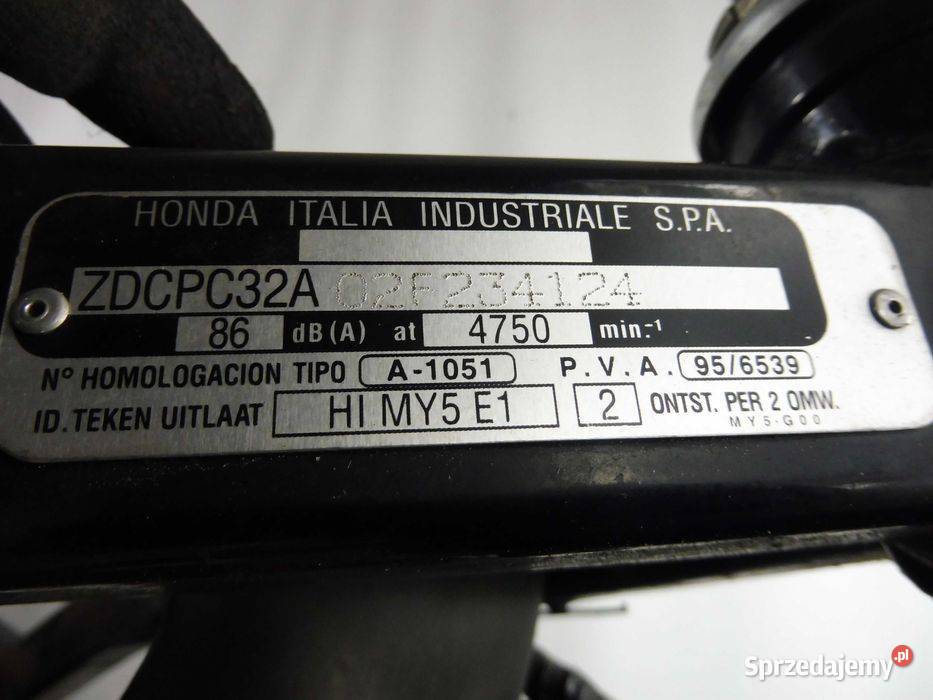 HONDA ITALIA INDUSTRIALE S.P.A.
ZDCPC32A 02F234124
86 dB (A) at 4750 min.-¹
Nº HOMOLOGACION TIPO A-1051 P.V.A. 95/6539
ID. TEKEN UITLAAT HI MY5 E1 2 ONTST. PER 2 OMW.
MY5-G00
Sprzedajemy.pl